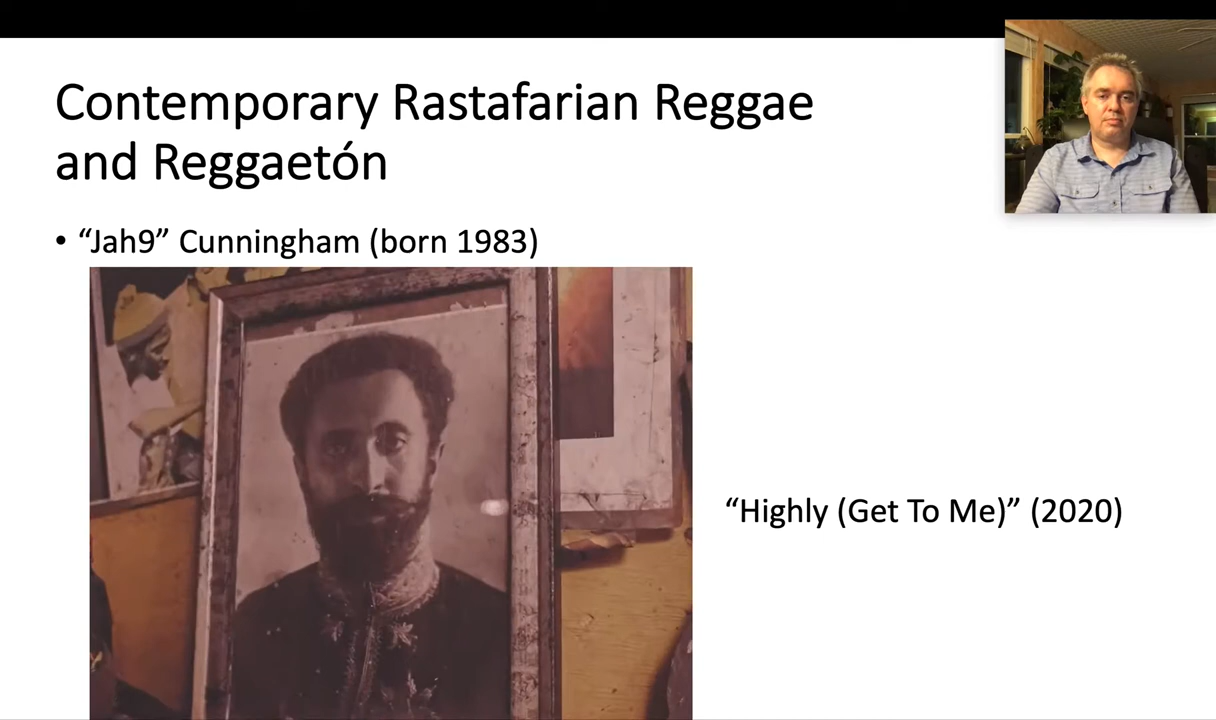 Contemporary Rastafarian Reggae
and Reggaetón
• “Jah9” Cunningham (born 1983)
“Highly (Get To Me)” (2020)